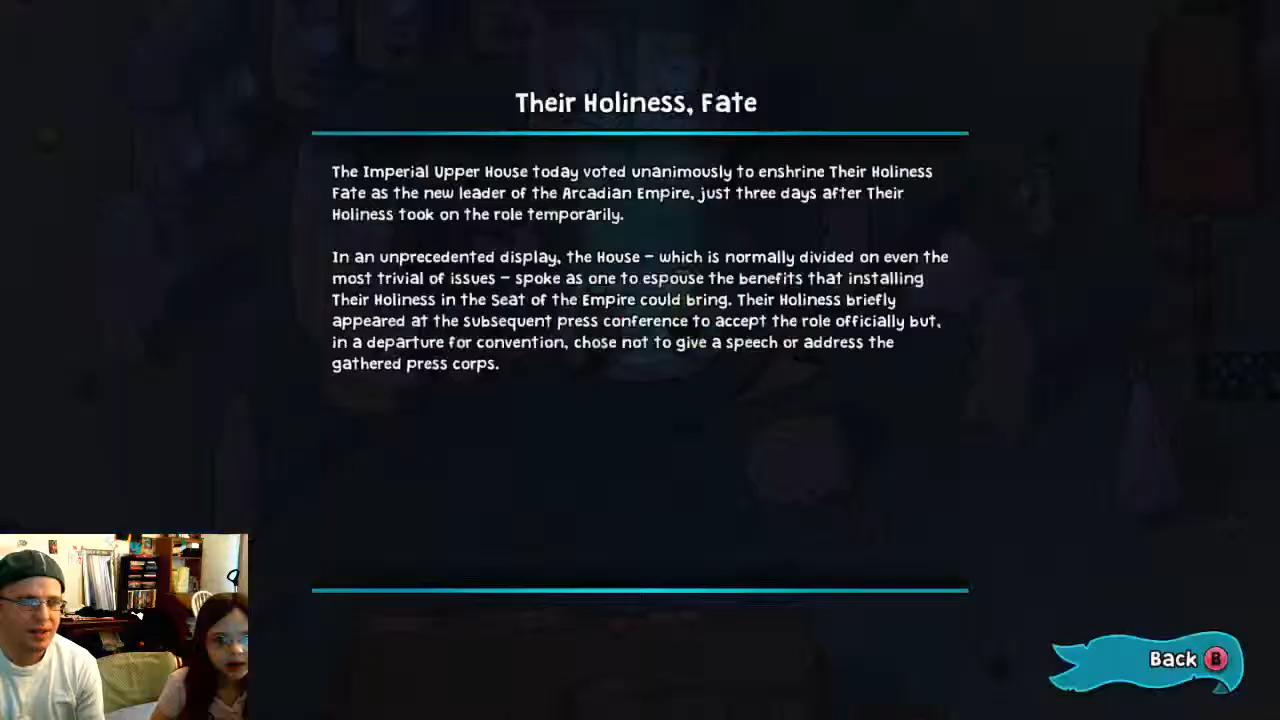 Their Holiness, Fate
The Imperial Upper House today voted unanimously to enshrine Their Holiness
Fate as the new leader of the Arcadian Empire, just three days after Their
Holiness took on the role temporarily.
In an unprecedented display, the House – which is normally divided on even the
most trivial of issues – spoke as one to espouse the benefits that installing
Their Holiness in the Seat of the Empire could bring. Their Holiness briefly
appeared at the subsequent press conference to accept the role officially but,
in a departure for convention, chose not to give a speech or address the
gathered press corps.
Back B